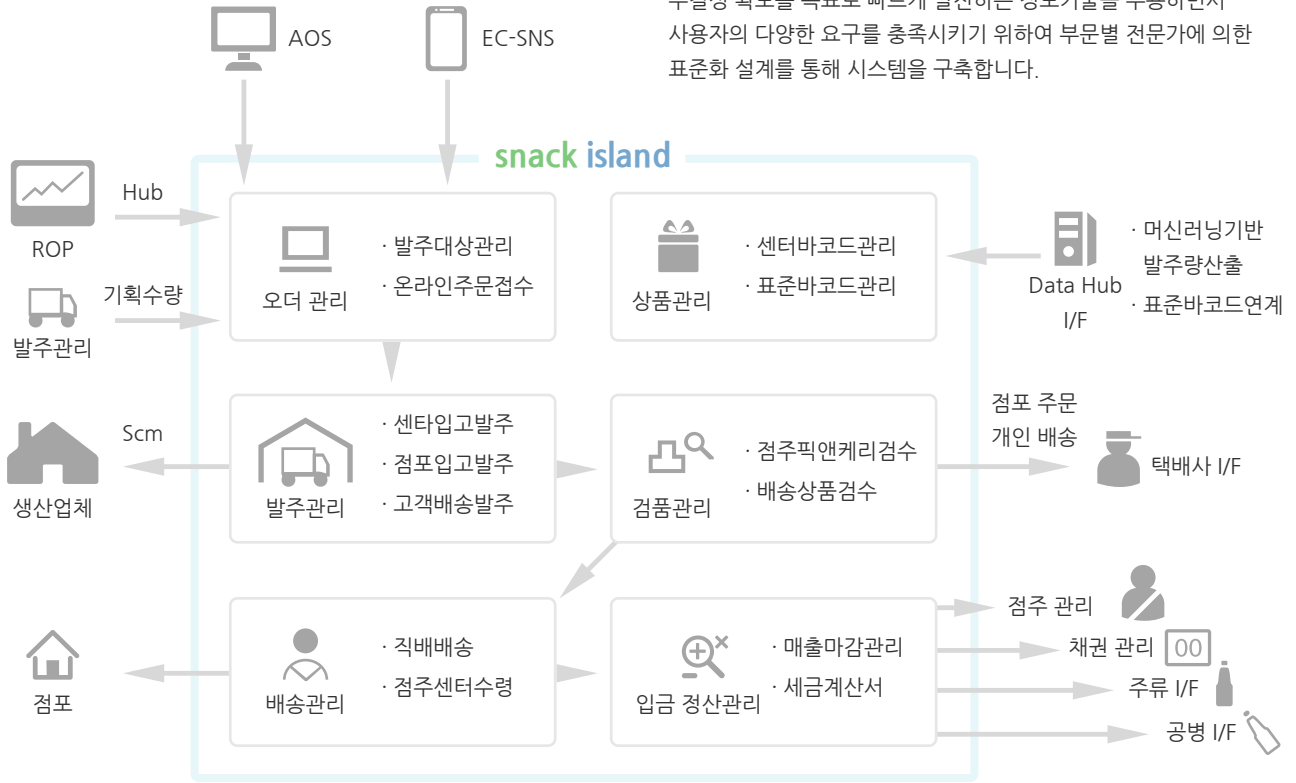 AOS
EC-SNS
사용자의 다양한 요구를 충족시키기 위하여 부문별 전문가에 의한
표준화 설계를 통해 시스템을 구축합니다.
snack island
Hub
ROP
기획수량
발주관리
오더 관리
· 발주대상관리
· 온라인주문접수
상품관리
· 센터바코드관리
· 표준바코드관리
Data Hub
I/F
· 머신러닝기반
발주량산출
· 표준바코드연계
Scm
생산업체
발주관리
· 센타입고발주
· 점포입고발주
· 고객배송발주
검품관리
· 점주픽앤케리검수
· 배송상품검수
점포 주문
개인 배송
택배사 I/F
점포
배송관리
· 직배배송
· 점주센터수령
입금 정산관리
· 매출마감관리
· 세금계산서
점주 관리
채권 관리
00
주류 I/F
공병 I/F